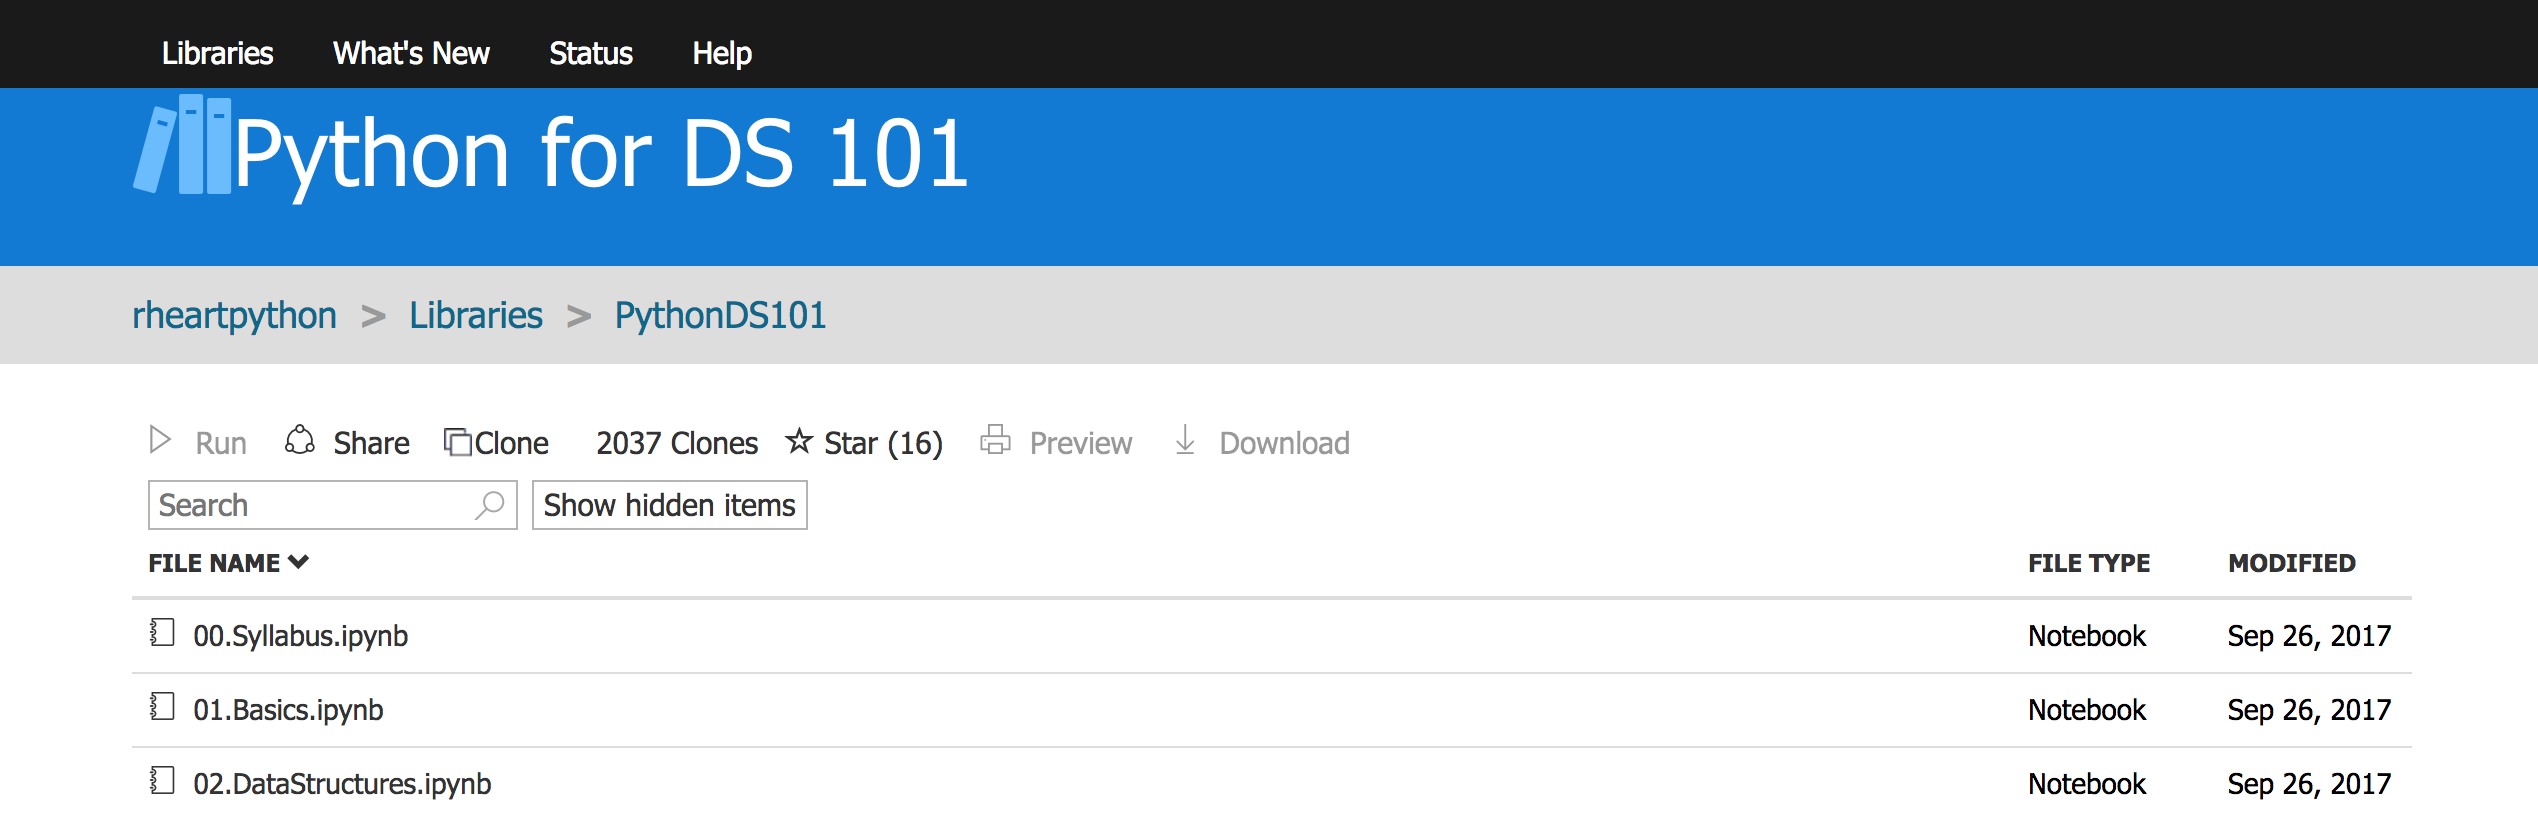 Libraries What's New Status Help
Python for DS 101
rheartpython > Libraries > PythonDS101
Run Share Clone 2037 Clones Star (16) Preview Download
Search Show hidden items
FILE NAME FILE TYPE MODIFIED
00.Syllabus.ipynb Notebook Sep 26, 2017
01.Basics.ipynb Notebook Sep 26, 2017
02.DataStructures.ipynb Notebook Sep 26, 2017